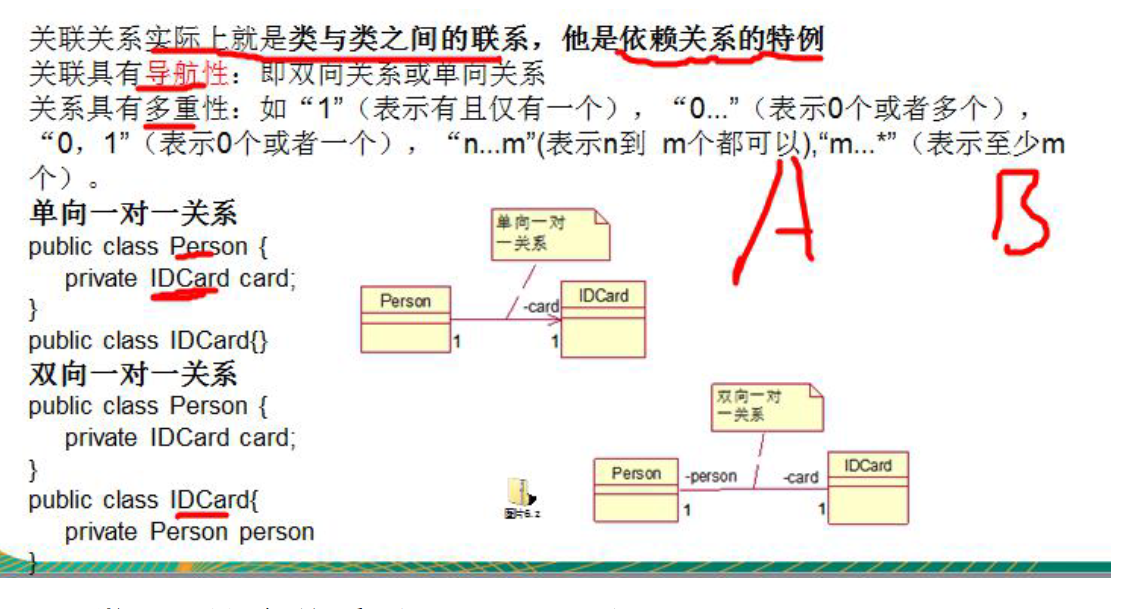 关联关系实际上就是类与类之间的联系，他是依赖关系的特例
关联具有导航性：即双向关系或单向关系
关系具有多重性：如“1”（表示有且仅有一个），“0...”（表示0个或者多个），
“0，1”（表示0个或者一个），“n...m”(表示n到 m个都可以),“m...*”（表示至少m
个）。
A B
单向一对一关系
public class Person {
private IDCard card;
}
public class IDCard{}
单向一对
一关系
Person
-card
IDCard
1
1
双向一对一关系
public class Person {
private IDCard card;
}
public class IDCard{
private Person person
}
双向一对
一关系
Person
-person
-card
IDCard
1
1
图片6.z